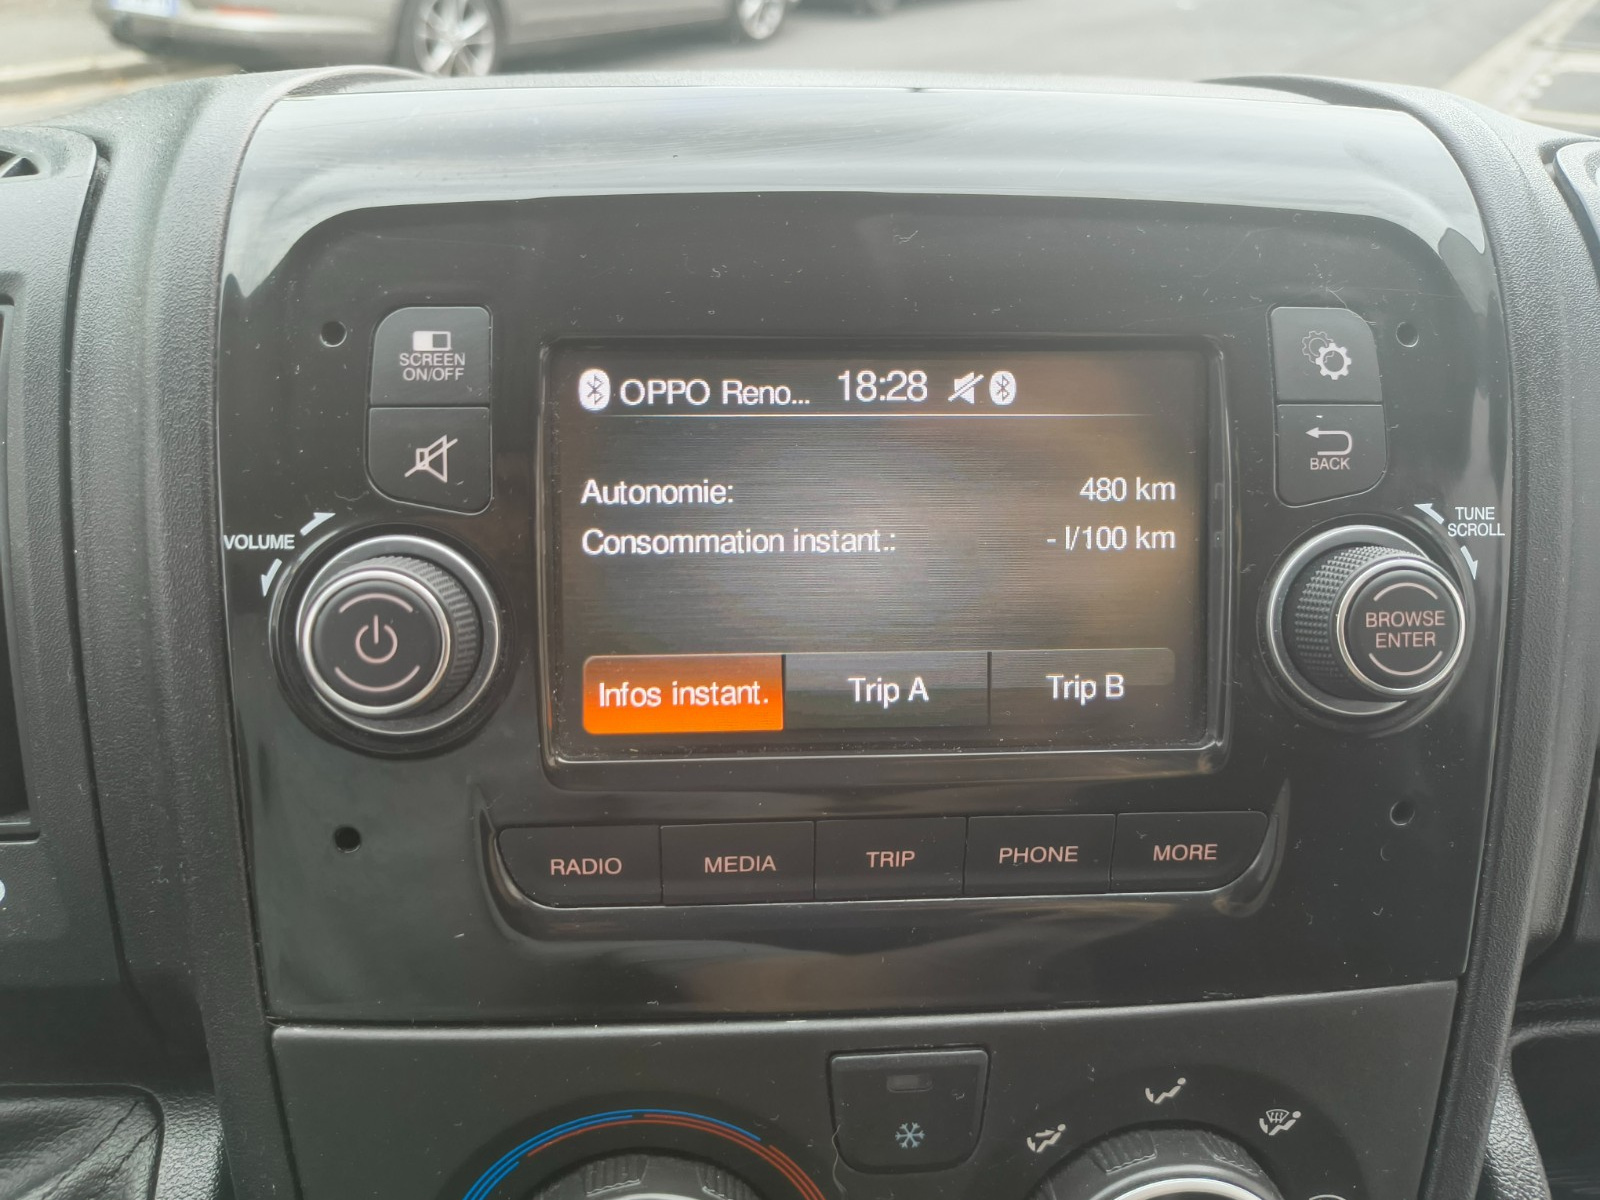 SCREEN
ON/OFF
OPPO Reno... 18:28
BACK
VOLUME
TUNE
SCROLL
Autonomie: 480 km
Consommation instant.: - l/100 km
BROWSE
ENTER
Infos instant. Trip A Trip B
RADIO MEDIA TRIP PHONE MORE